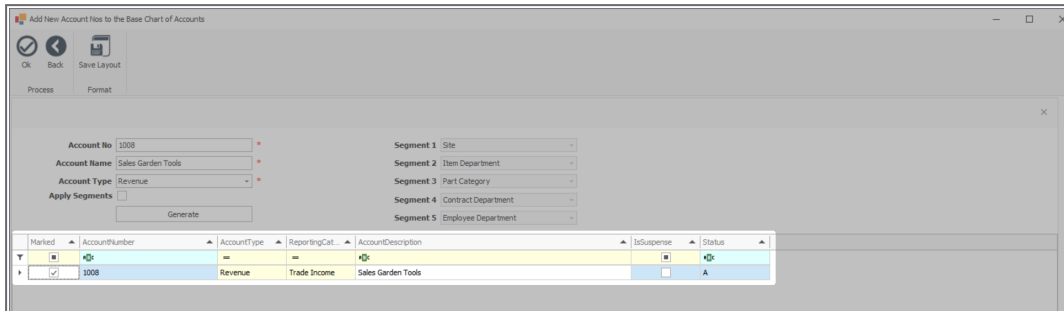 Add New Account Nos to the Base Chart of Accounts
Ok Back Save Layout
Process Format
Account No 1008 * Segment 1 Site
Account Name Sales Garden Tools * Segment 2 Item Department
Account Type Revenue * Segment 3 Part Category
Apply Segments Segment 4 Contract Department
Generate Segment 5 Employee Department
Marked AccountNumber AccountType ReportingCat... AccountDescription IsSuspense Status
= =
1008 Revenue Trade Income Sales Garden Tools A